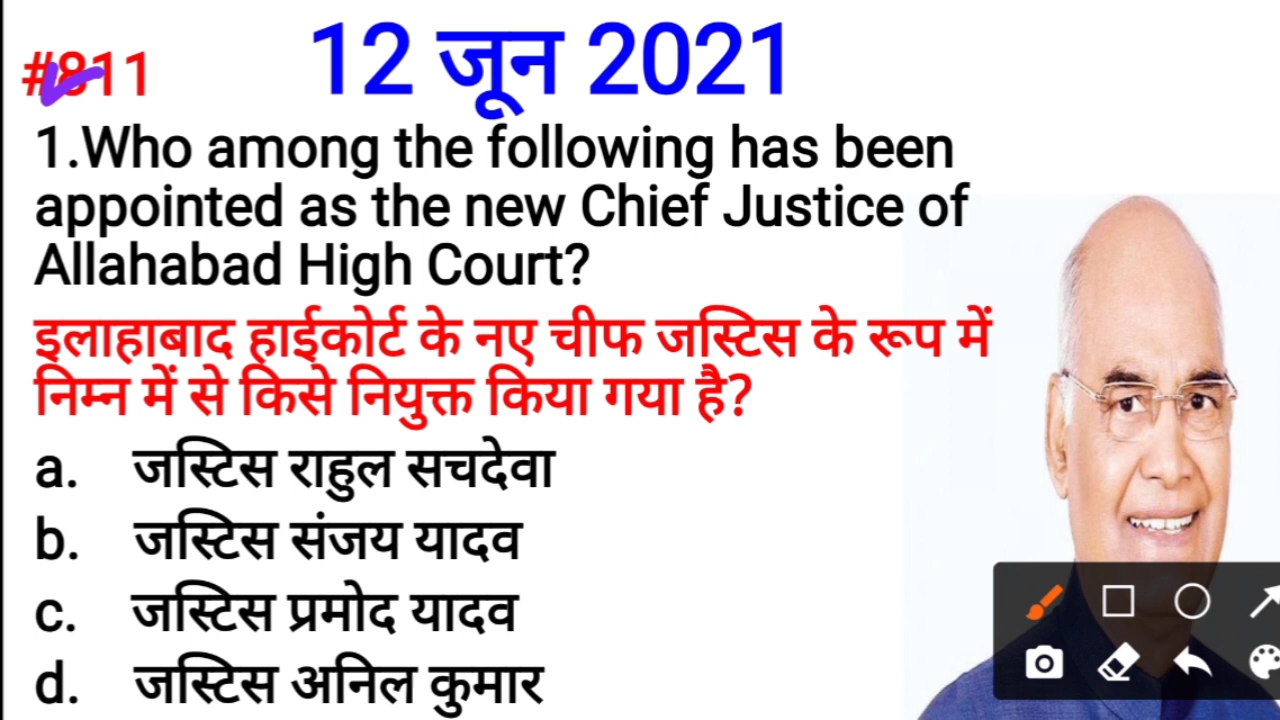 #811 12 जून 2021
1.Who among the following has been
appointed as the new Chief Justice of
Allahabad High Court?
इलाहाबाद हाईकोर्ट के नए चीफ जस्टिस के रूप में
निम्न में से किसे नियुक्त किया गया है?
a. जस्टिस राहुल सचदेवा
b. जस्टिस संजय यादव
c. जस्टिस प्रमोद यादव
d. जस्टिस अनिल कुमार